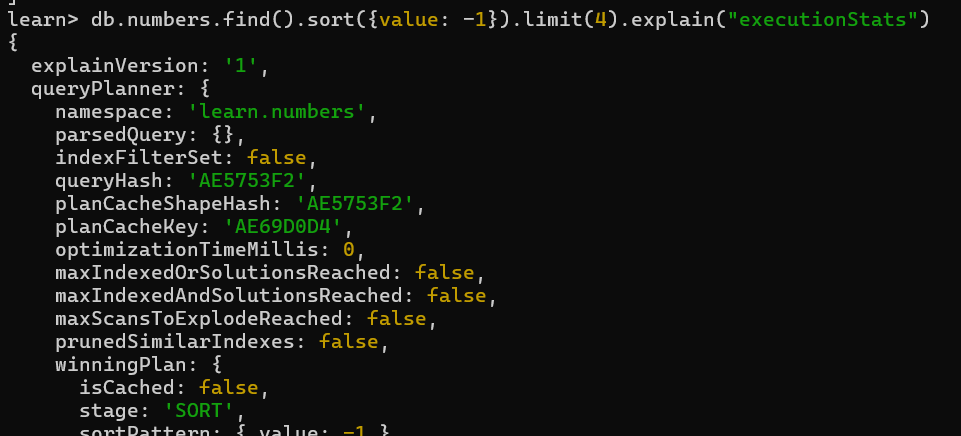 learn> db.numbers.find().sort({value: -1}).limit(4).explain("executionStats")
{
explainVersion: '1',
queryPlanner: {
namespace: 'learn.numbers',
parsedQuery: {},
indexFilterSet: false,
queryHash: 'AE5753F2',
planCacheShapeHash: 'AE5753F2',
planCacheKey: 'AE69D0D4',
optimizationTimeMillis: 0,
maxIndexedOrSolutionsReached: false,
maxIndexedAndSolutionsReached: false,
maxScansToExplodeReached: false,
prunedSimilarIndexes: false,
winningPlan: {
isCached: false,
stage: 'SORT',
sortPattern: { value: -1 }